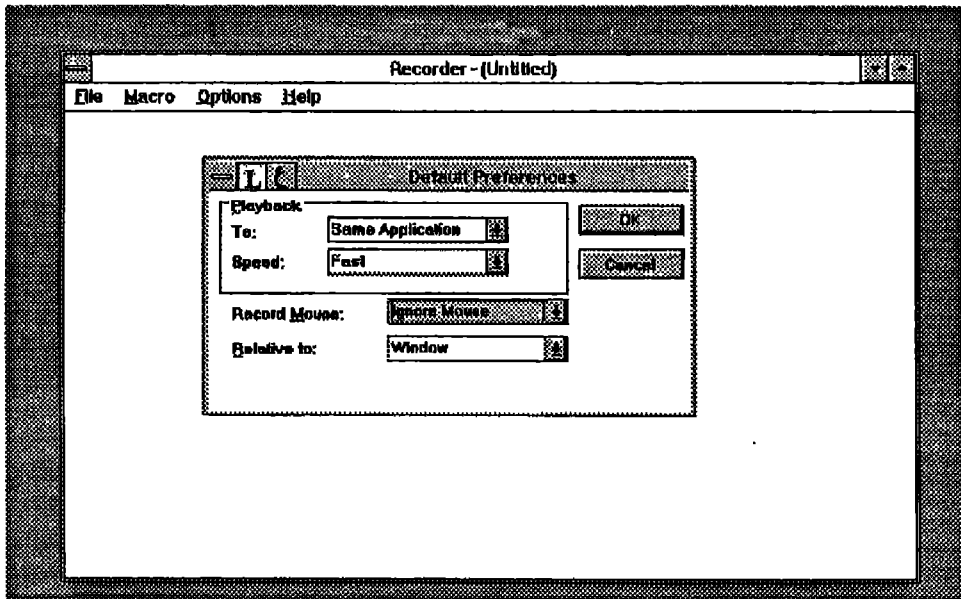 Recorder - (Untitled)
File Macro Options Help
L
Default Preferences
Playback
To: Same Application
Speed: Fast
OK
Cancel
Record Mouse: Ignore Mouse
Relative to: Window